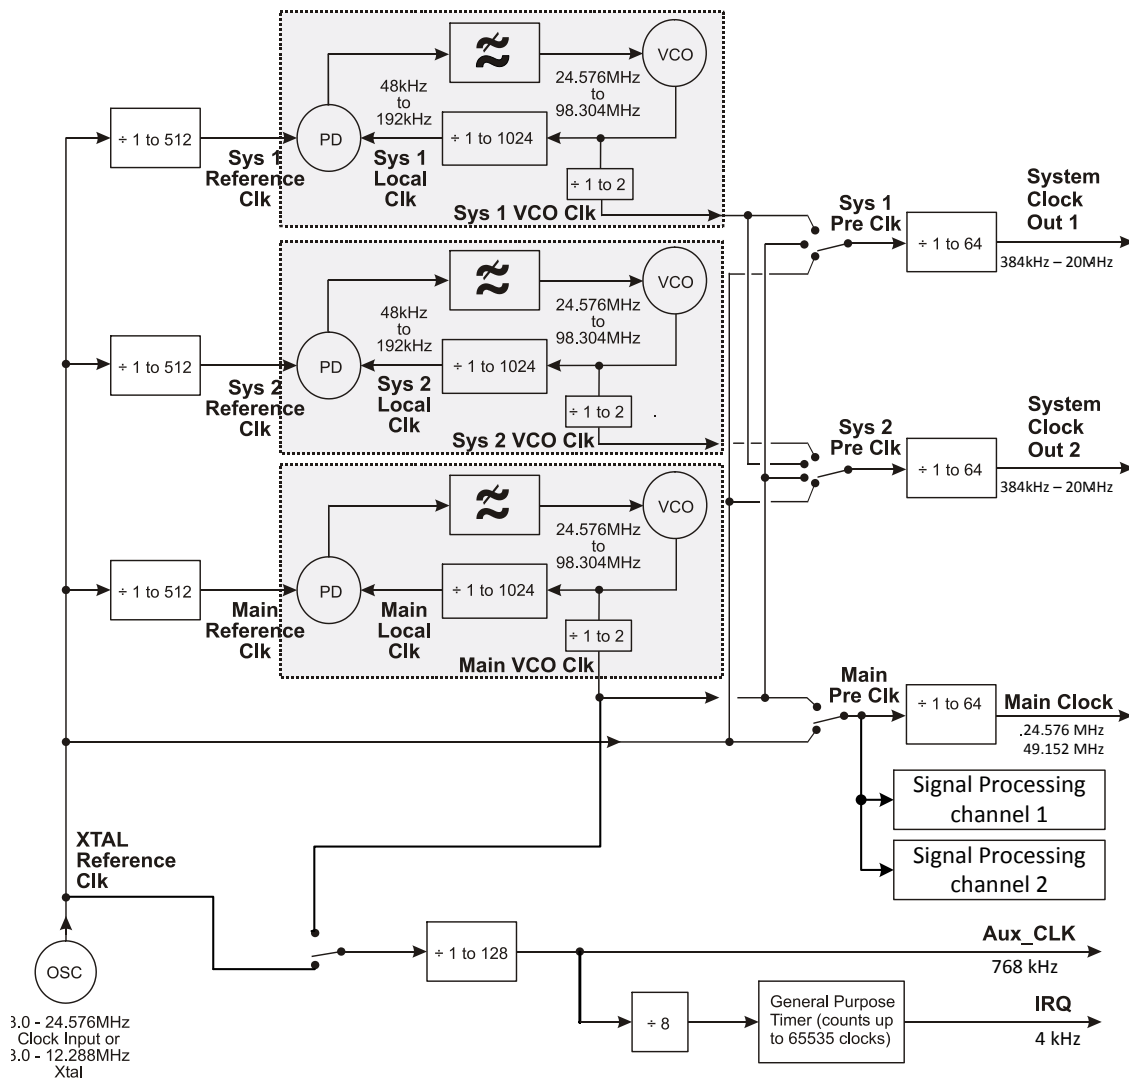 VCO
48kHz
to
192kHz
24.576MHz
to
98.304MHz
÷ 1 to 512
PD
÷ 1 to 1024
Sys 1
Reference
Clk
Sys 1
Local
Clk
÷ 1 to 2
Sys 1 VCO Clk
Sys 1
Pre Clk
÷ 1 to 64
System
Clock
Out 1
384kHz – 20MHz
VCO
48kHz
to
192kHz
24.576MHz
to
98.304MHz
÷ 1 to 512
PD
÷ 1 to 1024
Sys 2
Reference
Clk
Sys 2
Local
Clk
÷ 1 to 2
Sys 2 VCO Clk
Sys 2
Pre Clk
÷ 1 to 64
System
Clock
Out 2
384kHz – 20MHz
VCO
24.576MHz
to
98.304MHz
÷ 1 to 512
PD
÷ 1 to 1024
Main
Reference
Clk
Main
Local
Clk
÷ 1 to 2
Main VCO Clk
Main
Pre Clk
÷ 1 to 64
Main Clock
.24.576 MHz
49.152 MHz
Signal Processing
channel 1
Signal Processing
channel 2
XTAL
Reference
Clk
OSC
3.0 - 24.576MHz
Clock Input or
3.0 - 12.288MHz
Xtal
÷ 1 to 128
Aux_CLK
768 kHz
÷ 8
General Purpose
Timer (counts up
to 65535 clocks)
IRQ
4 kHz